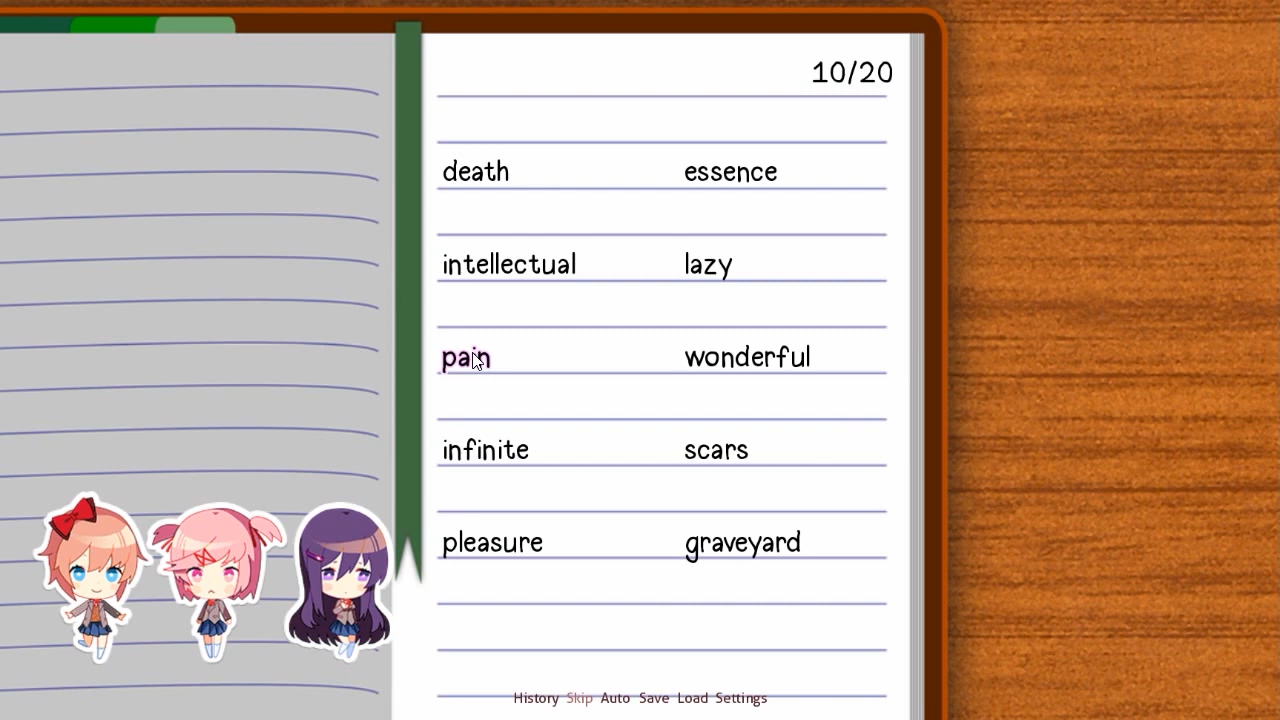 10/20
death essence
intellectual lazy
pain wonderful
infinite scars
pleasure graveyard
History Skip Auto Save Load Settings